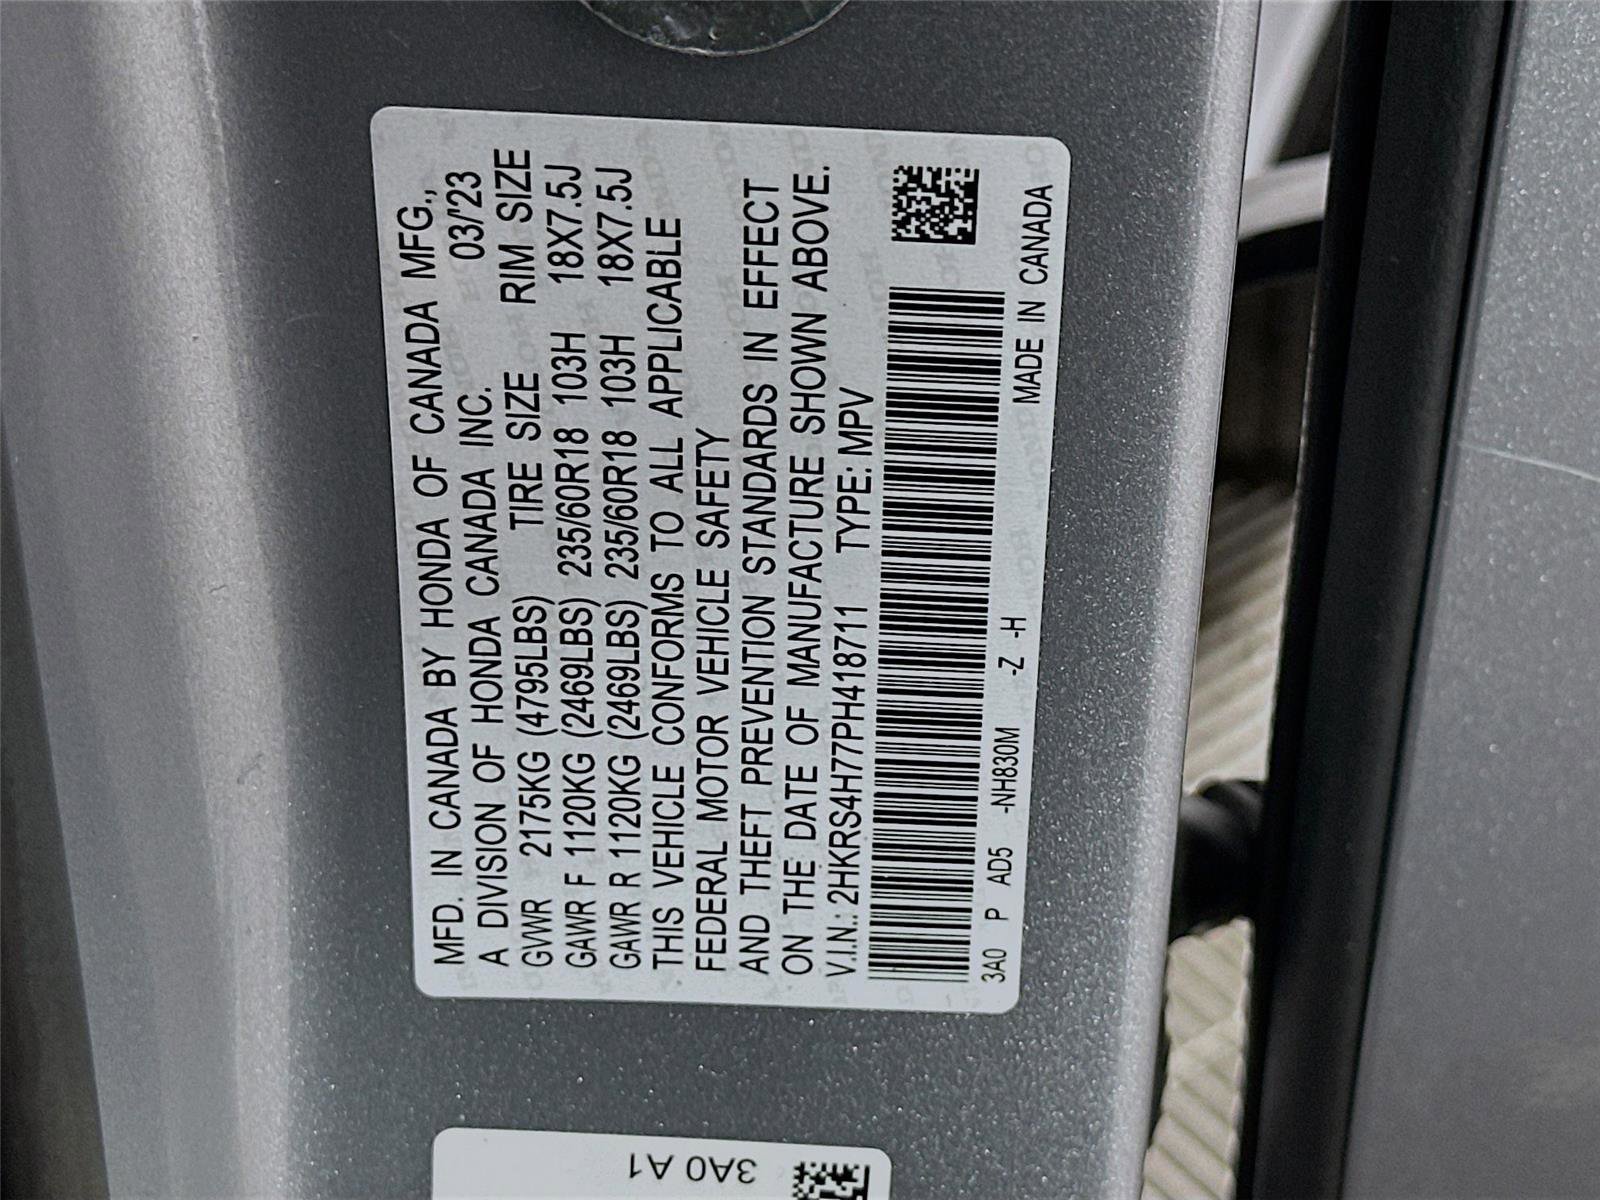 MFD. IN CANADA BY HONDA OF CANADA MFG.,
A DIVISION OF HONDA CANADA INC. 03/'23
GVWR 2175KG (4795LBS) TIRE SIZE RIM SIZE
GAWR F 1120KG (2469LBS) 235/60R18 103H 18X7.5J
GAWR R 1120KG (2469LBS) 235/60R18 103H 18X7.5J
THIS VEHICLE CONFORMS TO ALL APPLICABLE
FEDERAL MOTOR VEHICLE SAFETY
AND THEFT PREVENTION STANDARDS IN EFFECT
ON THE DATE OF MANUFACTURE SHOWN ABOVE.
V.I.N.: 2HKRS4H77PH418711 TYPE: MPV
3A0 P AD5 -NH830M -Z -H MADE IN CANADA
3A0 A1